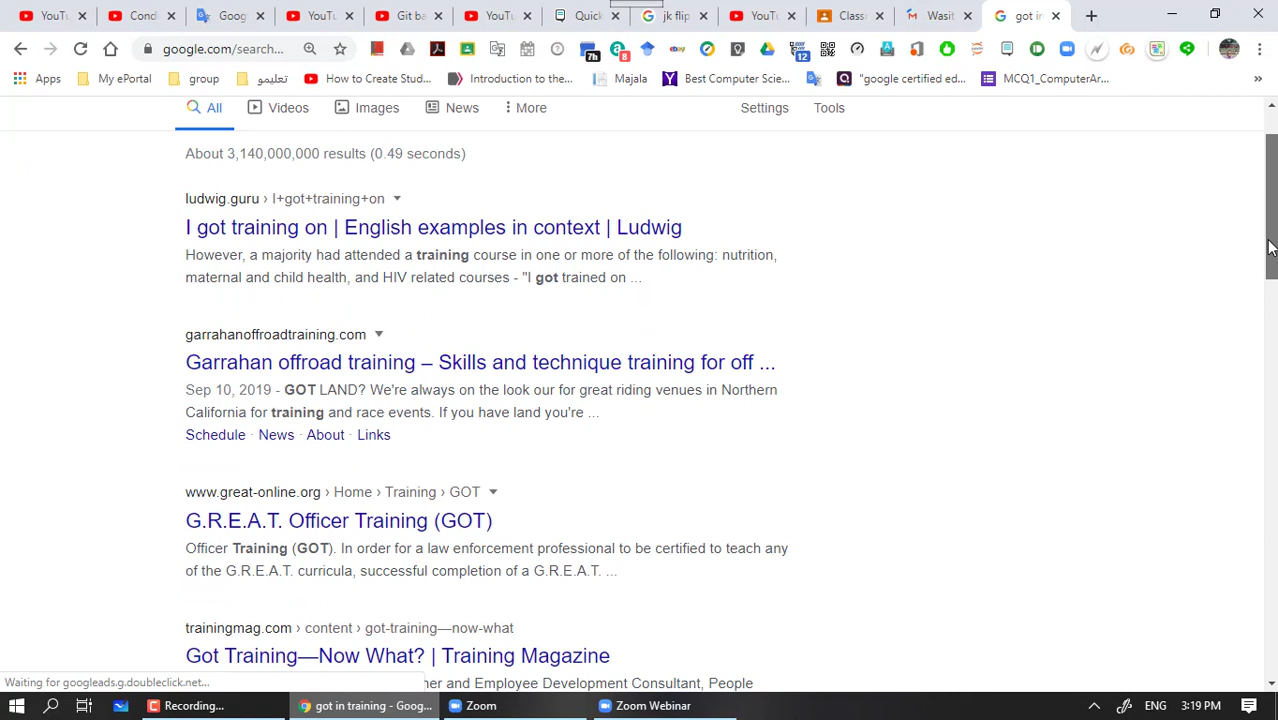 YouTu
Cond
Goog
YouTu
Git ba
YouTu
Quick
jk flip
YouTu
Classr
Wasit
got in
google.com/search...
7h
8
12
Apps
My ePortal
group
تعليمو
How to Create Stud...
Introduction to the...
Majala
Best Computer Scie...
"google certified ed...
MCQ1_ComputerAr...
»
All
Videos
Images
News
More
Settings
Tools
About 3,140,000,000 results (0.49 seconds)
ludwig.guru › I+got+training+on
I got training on | English examples in context | Ludwig
However, a majority had attended a training course in one or more of the following: nutrition,
maternal and child health, and HIV related courses - "I got trained on ...
garrahanoffroadtraining.com
Garrahan offroad training – Skills and technique training for off ...
Sep 10, 2019 - GOT LAND? We're always on the look our for great riding venues in Northern
California for training and race events. If you have land you're ...
Schedule · News · About · Links
www.great-online.org › Home › Training › GOT
G.R.E.A.T. Officer Training (GOT)
Officer Training (GOT). In order for a law enforcement professional to be certified to teach any
of the G.R.E.A.T. curricula, successful completion of a G.R.E.A.T. ...
trainingmag.com › content › got-training—now-what
Got Training—Now What? | Training Magazine
ner and Employee Development Consultant, People
Waiting for googleads.g.doubleclick.net...
Recording...
got in training - Goog...
Zoom
Zoom Webinar
ENG
3:19 PM